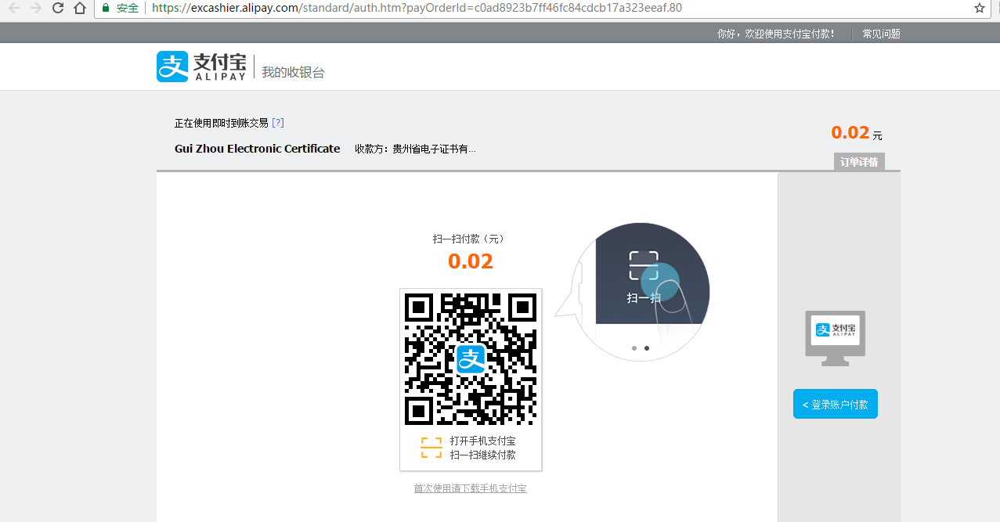 安全 https://excashier.alipay.com/standard/auth.htm?payOrderId=c0ad8923b7ff46fc84cdcb17a323eeaf.80
你好，欢迎使用支付宝付款！ 常见问题
支付宝 我的收银台
ALIPAY
正在使用即时到账交易 [?]
0.02 元
Gui Zhou Electronic Certificate 收款方：贵州省电子证书有...
订单详情
扫一扫付款（元）
0.02
扫一扫
支
支付宝
ALIPAY
< 登录账户付款
打开手机支付宝
扫一扫继续付款
首次使用请下载手机支付宝